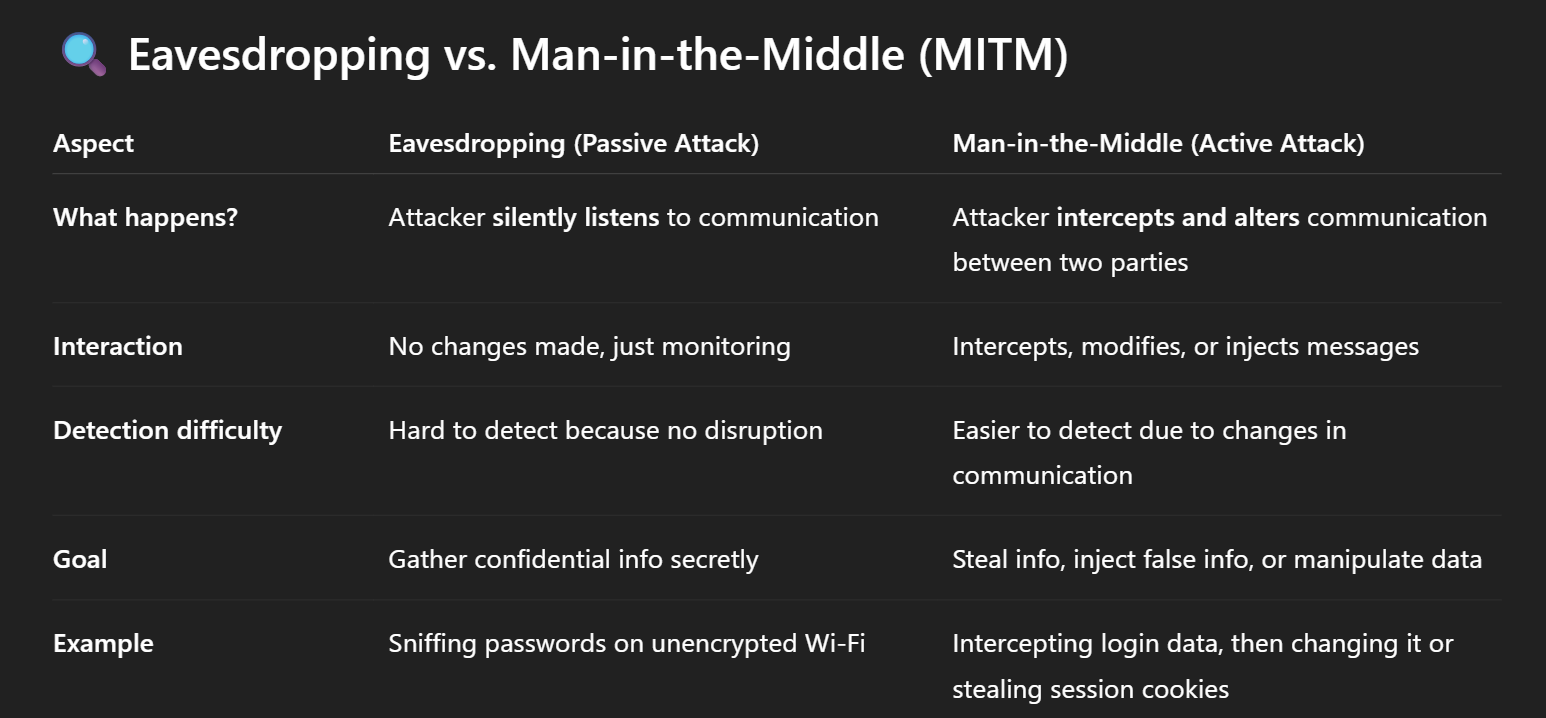 🔍 Eavesdropping vs. Man-in-the-Middle (MITM)
Aspect Eavesdropping (Passive Attack) Man-in-the-Middle (Active Attack)
What happens? Attacker silently listens to communication Attacker intercepts and alters communication
between two parties
Interaction No changes made, just monitoring Intercepts, modifies, or injects messages
Detection difficulty Hard to detect because no disruption Easier to detect due to changes in
communication
Goal Gather confidential info secretly Steal info, inject false info, or manipulate data
Example Sniffing passwords on unencrypted Wi-Fi Intercepting login data, then changing it or
stealing session cookies